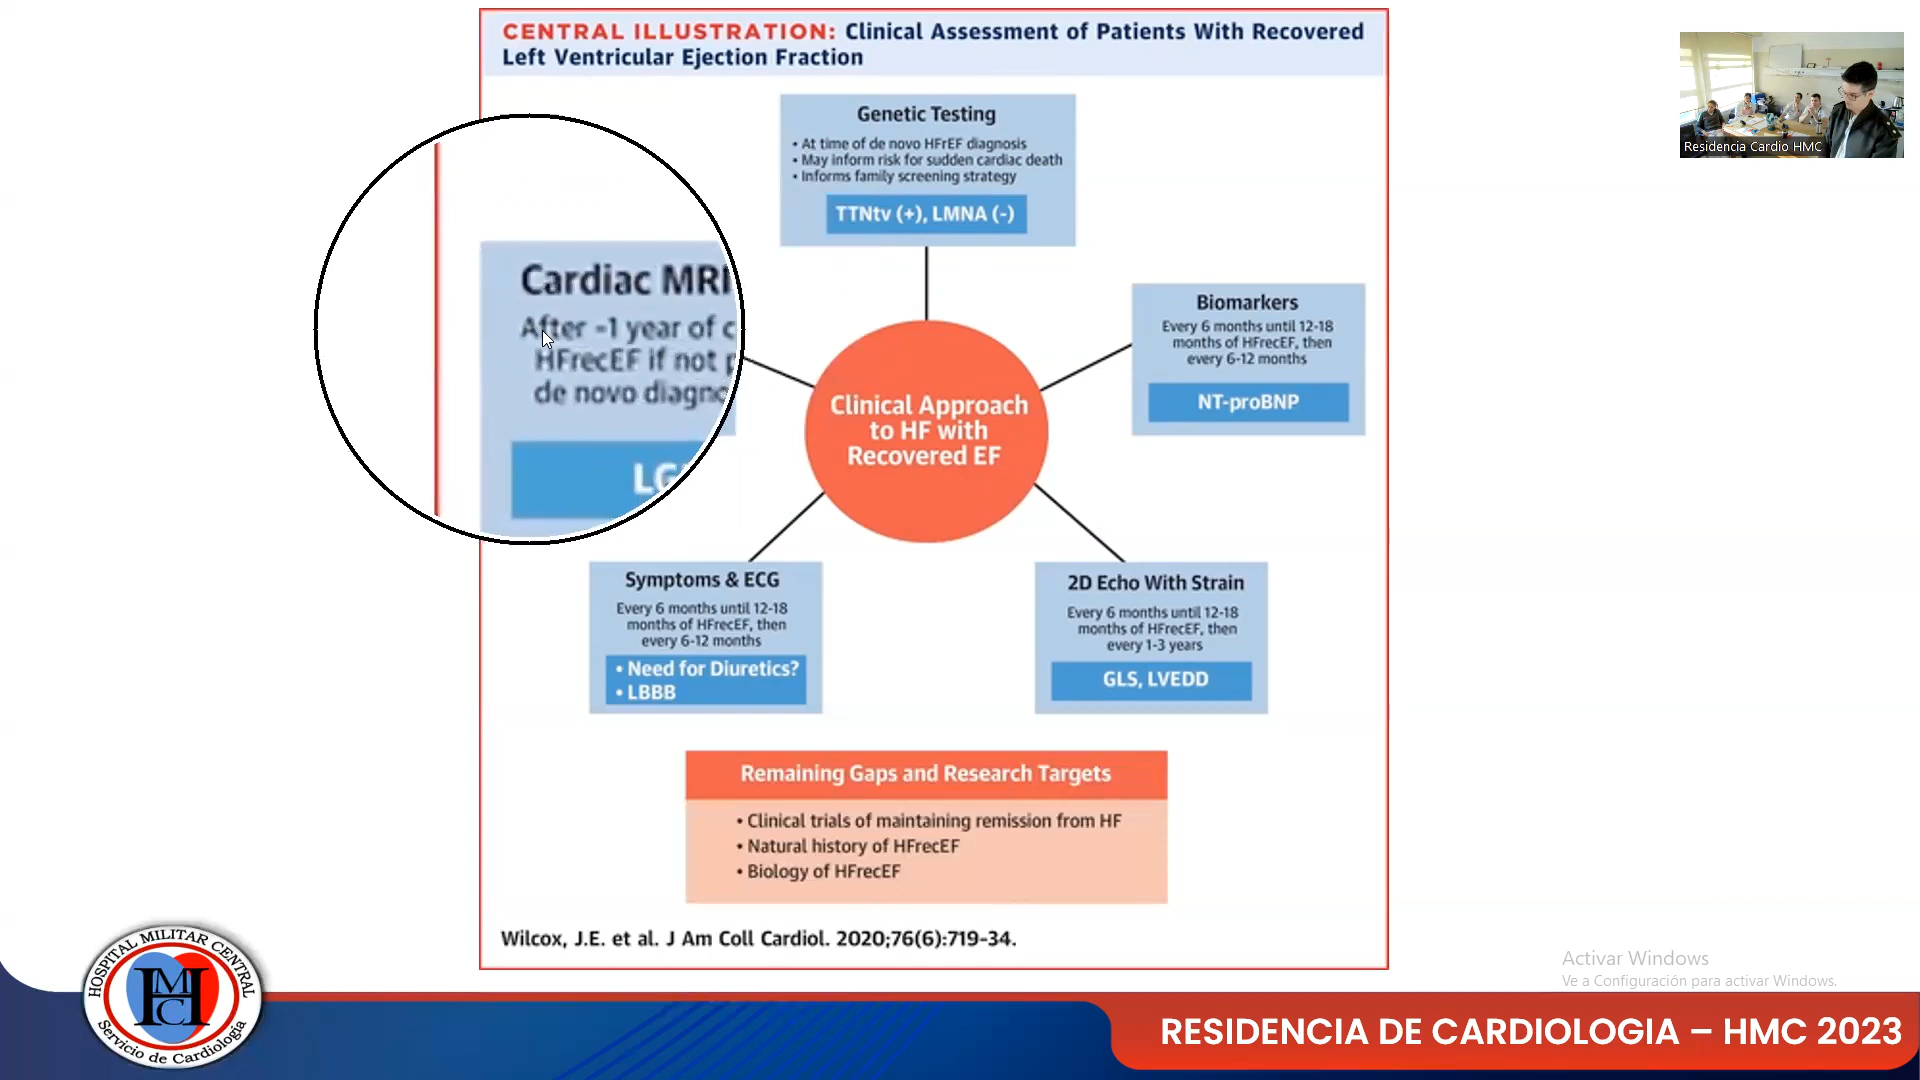 CENTRAL ILLUSTRATION: Clinical Assessment of Patients With Recovered
Left Ventricular Ejection Fraction
Residencia Cardio HMC
Genetic Testing
• At time of de novo HFrEF diagnosis
• May inform risk for sudden cardiac death
• Informs family screening strategy
TTNtv (+), LMNA (-)
Cardiac MRI
After ~1 year of
HFrecEF if not
de novo
Biomarkers
Every 6 months until 12-18
months of HFrecEF, then
every 6-12 months
NT-proBNP
Clinical Approach
to HF with
Recovered EF
Symptoms & ECG
Every 6 months until 12-18
months of HFrecEF, then
every 6-12 months
• Need for Diuretics?
• LBBB
2D Echo With Strain
Every 6 months until 12-18
months of HFrecEF, then
every 1-3 years
GLS, LVEDD
Remaining Gaps and Research Targets
• Clinical trials of maintaining remission from HF
• Natural history of HFrecEF
• Biology of HFrecEF
Wilcox, J.E. et al. J Am Coll Cardiol. 2020;76(6):719-34.
HOSPITAL MILITAR CENTRAL
HMC
Servicio de Cardiología
Activar Windows
Ve a Configuración para activar Windows.
RESIDENCIA DE CARDIOLOGIA – HMC 2023